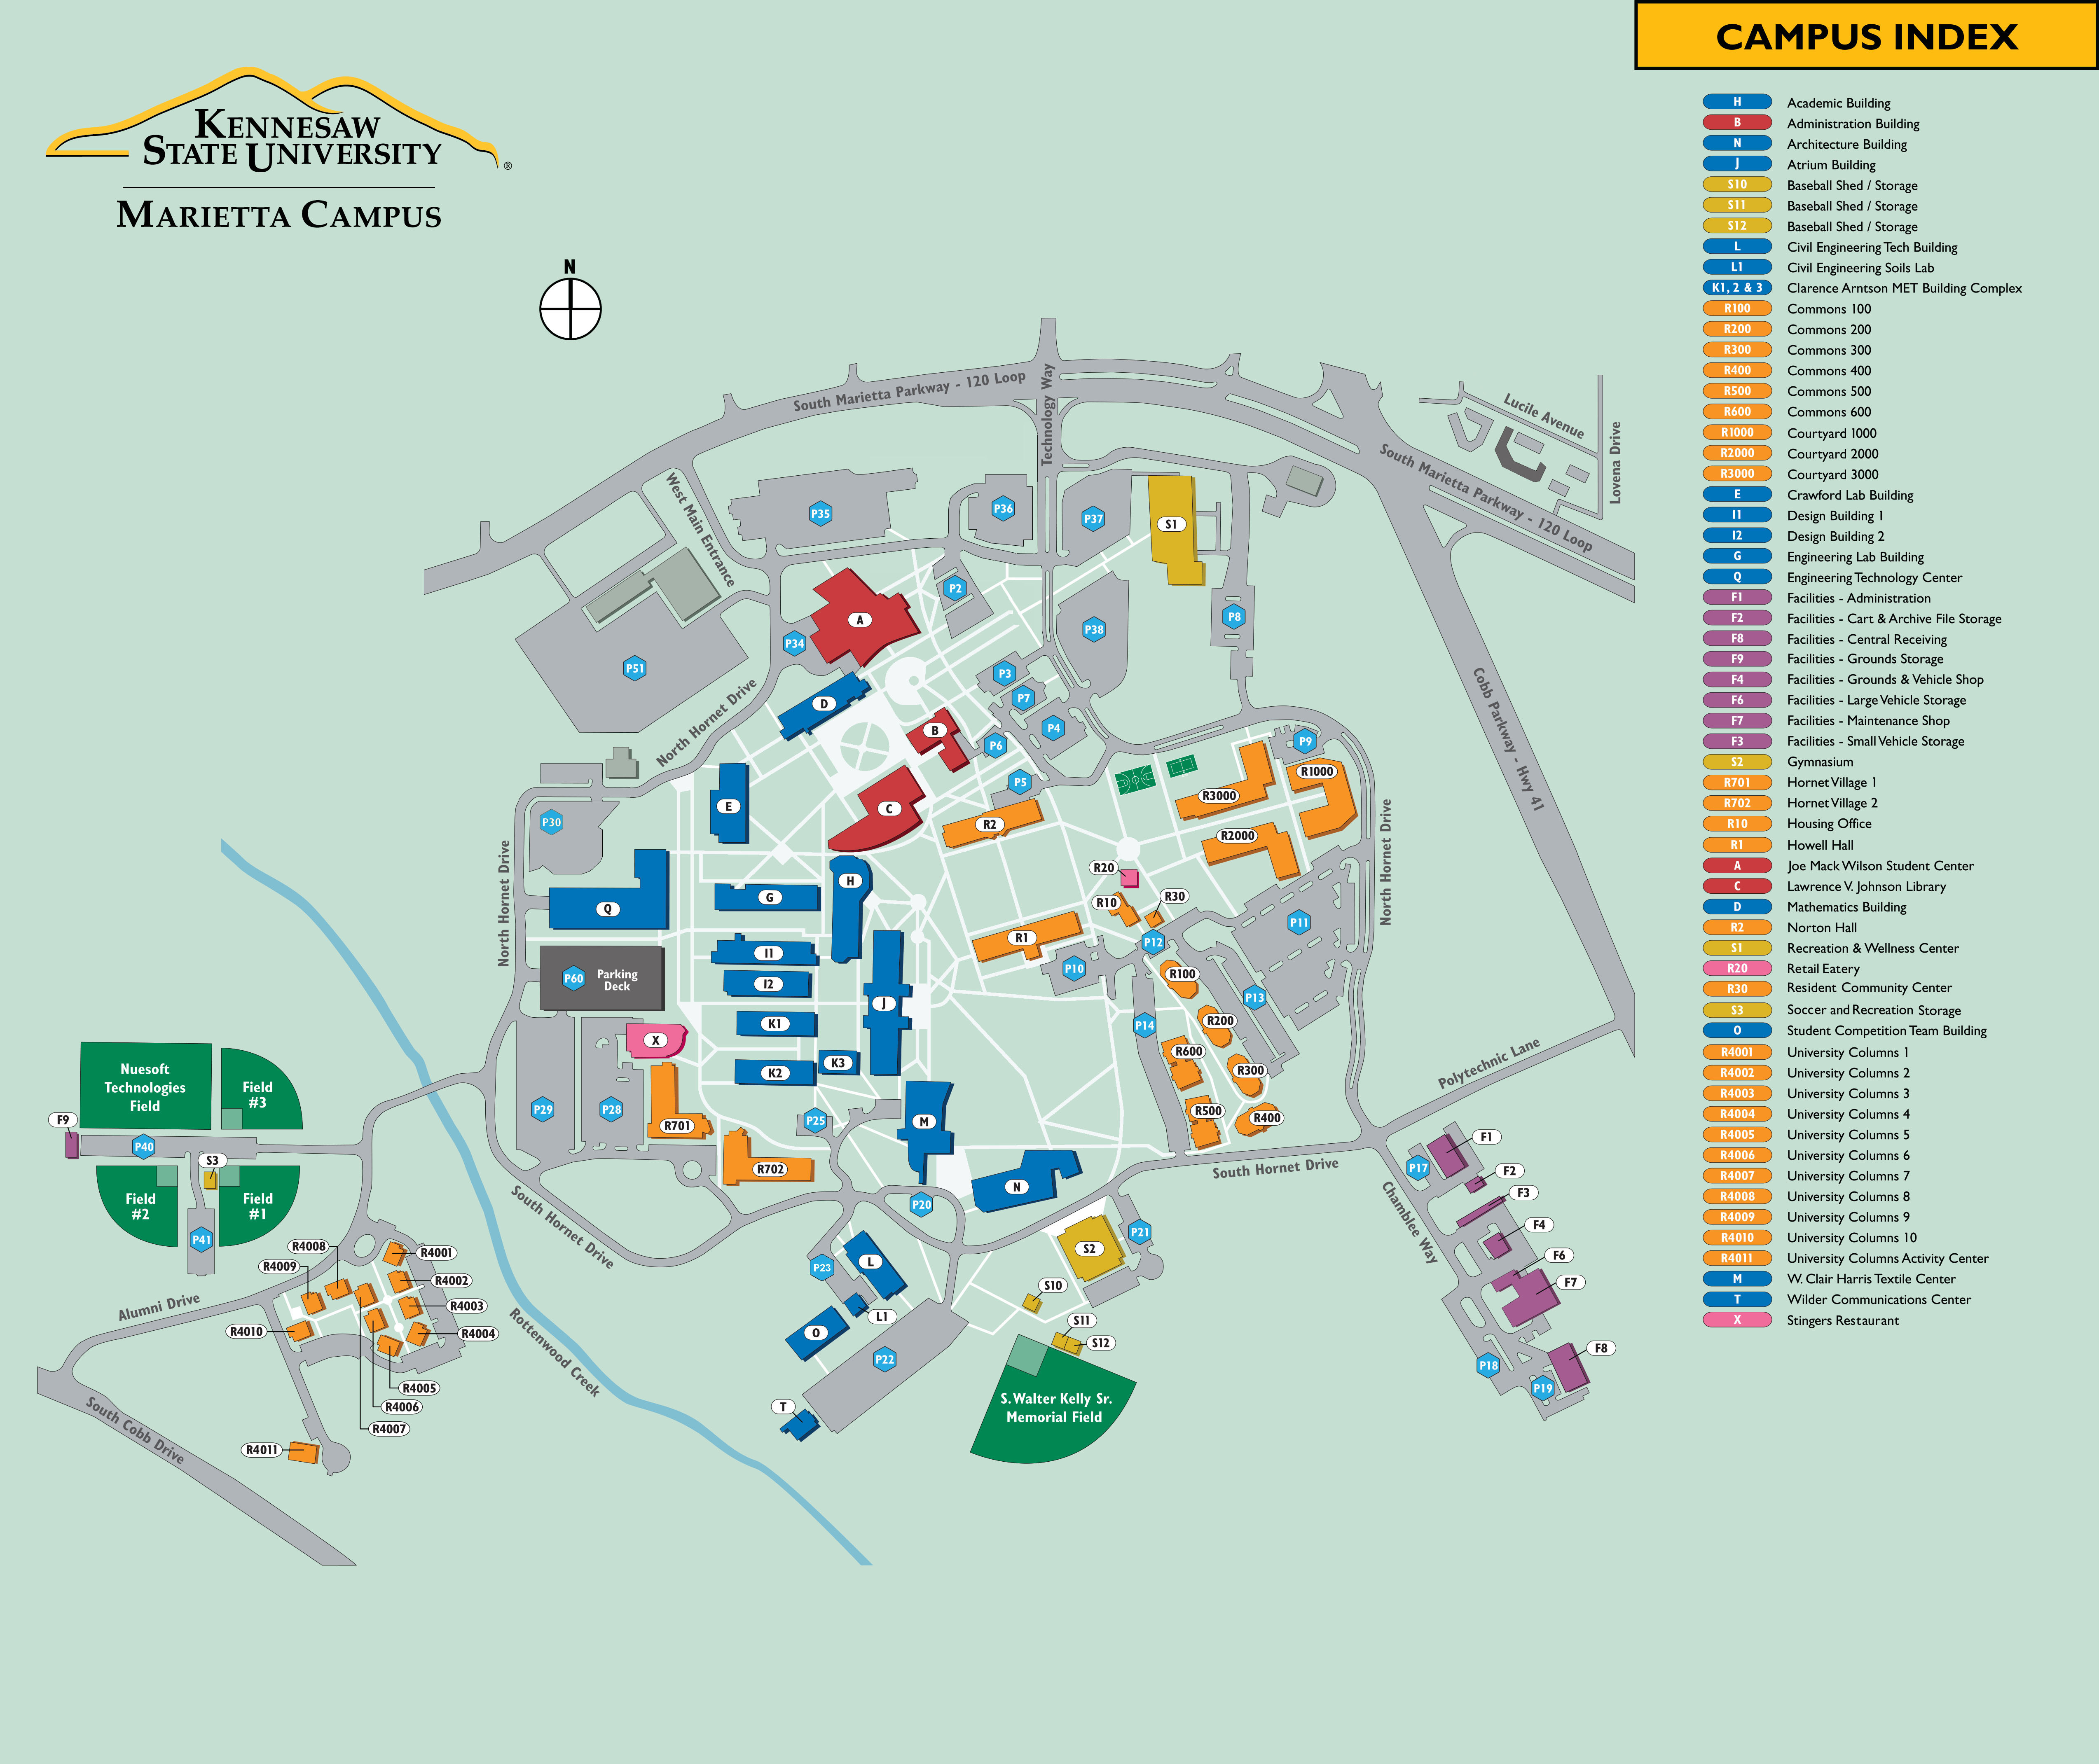 CAMPUS INDEX
KENNESAW
STATE UNIVERSITY
®
MARIETTA CAMPUS
N
H Academic Building
B Administration Building
N Architecture Building
J Atrium Building
S10 Baseball Shed / Storage
S11 Baseball Shed / Storage
S12 Baseball Shed / Storage
L Civil Engineering Tech Building
L1 Civil Engineering Soils Lab
K1, 2 & 3 Clarence Arntson MET Building Complex
R100 Commons 100
R200 Commons 200
R300 Commons 300
R400 Commons 400
R500 Commons 500
R600 Commons 600
R1000 Courtyard 1000
R2000 Courtyard 2000
R3000 Courtyard 3000
E Crawford Lab Building
I1 Design Building 1
I2 Design Building 2
G Engineering Lab Building
Q Engineering Technology Center
F1 Facilities - Administration
F2 Facilities - Cart & Archive File Storage
F8 Facilities - Central Receiving
F9 Facilities - Grounds Storage
F4 Facilities - Grounds & Vehicle Shop
F6 Facilities - Large Vehicle Storage
F7 Facilities - Maintenance Shop
F3 Facilities - Small Vehicle Storage
S2 Gymnasium
R701 Hornet Village 1
R702 Hornet Village 2
R10 Housing Office
R1 Howell Hall
A Joe Mack Wilson Student Center
C Lawrence V. Johnson Library
D Mathematics Building
R2 Norton Hall
S1 Recreation & Wellness Center
R20 Retail Eatery
R30 Resident Community Center
S3 Soccer and Recreation Storage
O Student Competition Team Building
R4001 University Columns 1
R4002 University Columns 2
R4003 University Columns 3
R4004 University Columns 4
R4005 University Columns 5
R4006 University Columns 6
R4007 University Columns 7
R4008 University Columns 8
R4009 University Columns 9
R4010 University Columns 10
R4011 University Columns Activity Center
M W. Clair Harris Textile Center
T Wilder Communications Center
X Stingers Restaurant
South Marietta Parkway - 120 Loop
Technology Way
Lucile Avenue
Lovena Drive
South Marietta Parkway - 120 Loop
West Main Entrance
Cobb Parkway - Hwy 41
P35
P36
P37
S1
P2
A
P8
P34
P38
P51
P3
P7
D
North Hornet Drive
P4
B
P6
P9
R1000
P5
R3000
E
C
P30
R2
R2000
North Hornet Drive
North Hornet Drive
R20
H
G
R10
R30
Q
P11
R1
P12
I1
P10
R100
P60
Parking
Deck
I2
J
P13
K1
P14
R200
X
R600
K3
K2
R300
Polytechnic Lane
Nuesoft
Technologies
Field
Field
#3
P29
P28
R500
R400
F9
P25
M
R701
P40
F1
S3
P17
R702
South Hornet Drive
F2
N
F3
Field
#2
Field
#1
P20
Chamblee Way
P41
South Hornet Drive
P21
F4
R4008
S2
R4001
L
F6
R4009
P23
R4002
F7
S10
Alumni Drive
R4003
L1
S11
R4010
R4004
O
S12
F8
P22
P18
Rottenwood Creek
R4005
P19
R4006
S. Walter Kelly Sr.
Memorial Field
T
R4007
South Cobb Drive
R4011